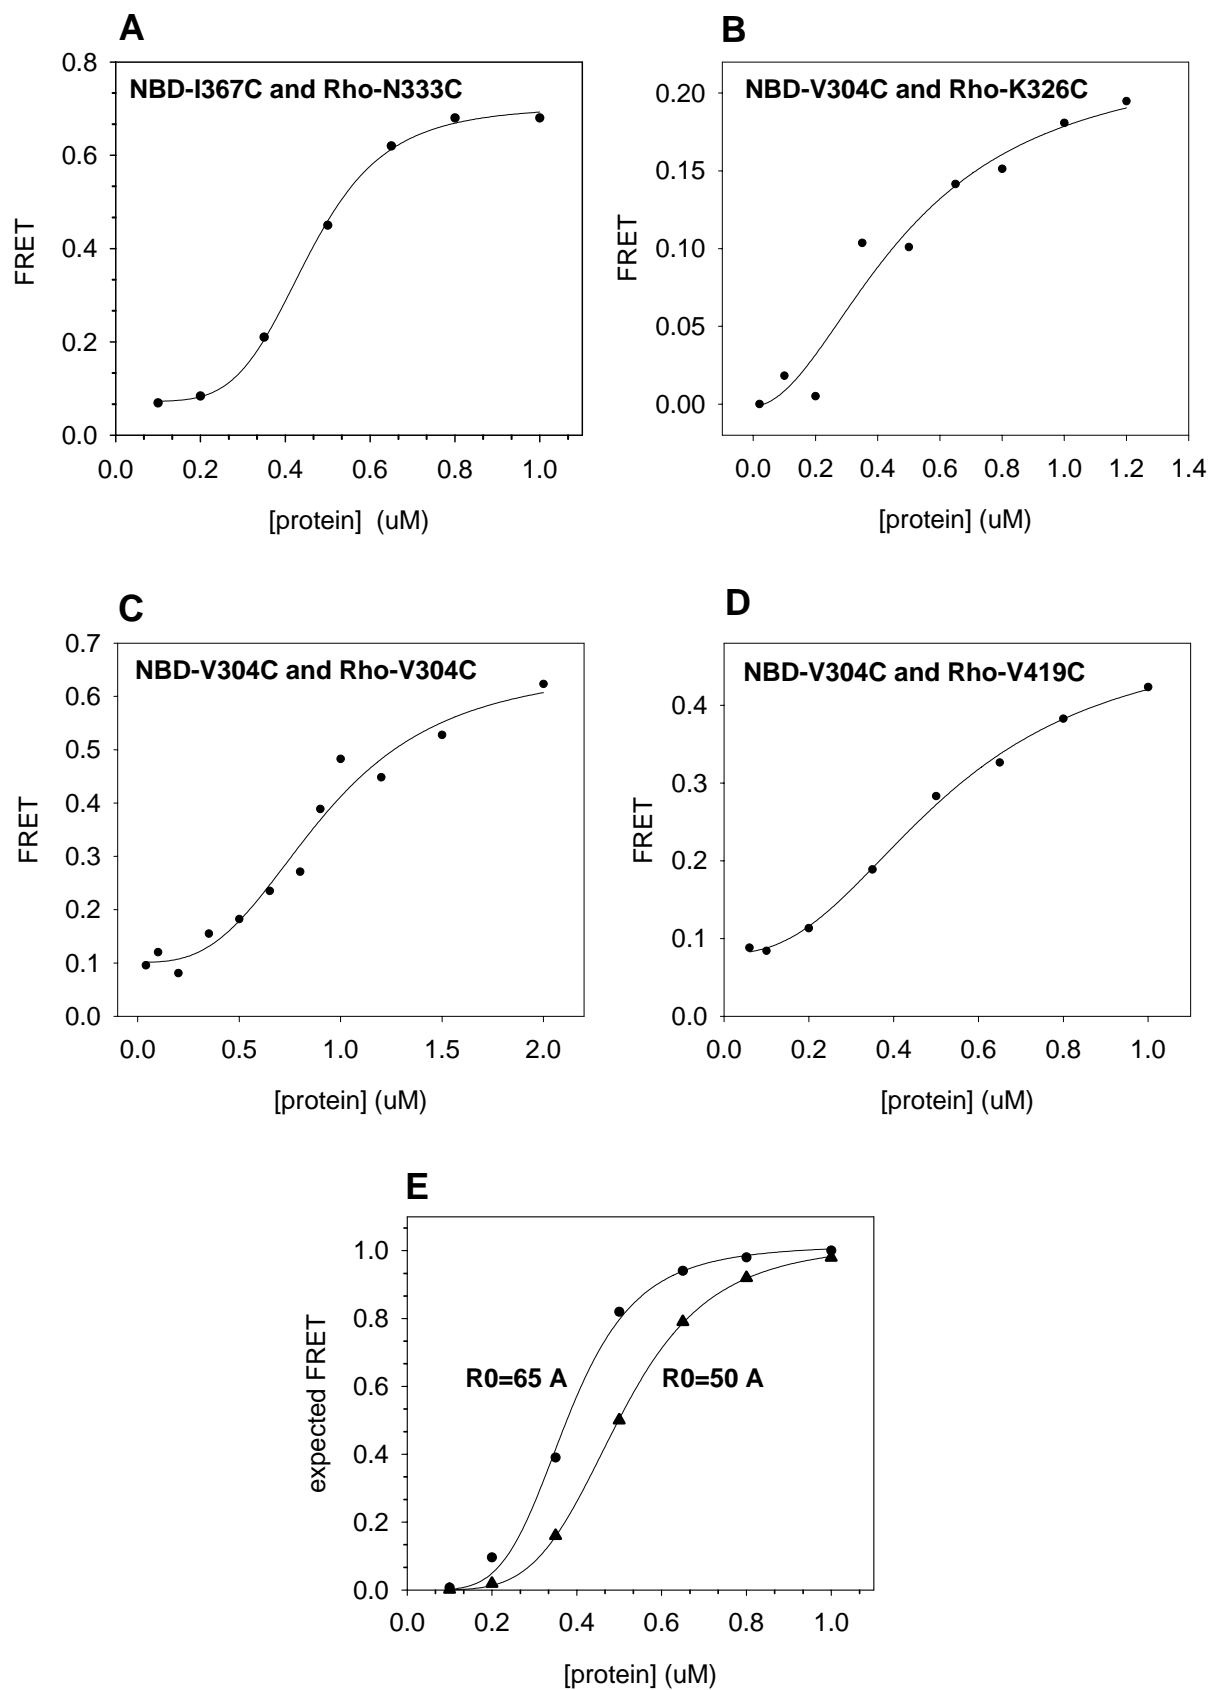 A
NBD-I367C and Rho-N333C
0.8
0.6
0.4
0.2
0.0
FRET
0.0 0.2 0.4 0.6 0.8 1.0
[protein] (uM)
B
NBD-V304C and Rho-K326C
0.20
0.15
0.10
0.05
0.00
FRET
0.0 0.2 0.4 0.6 0.8 1.0 1.2 1.4
[protein] (uM)
C
NBD-V304C and Rho-V304C
0.7
0.6
0.5
0.4
0.3
0.2
0.1
0.0
FRET
0.0 0.5 1.0 1.5 2.0
[protein] (uM)
D
NBD-V304C and Rho-V419C
0.4
0.3
0.2
0.1
0.0
FRET
0.0 0.2 0.4 0.6 0.8 1.0
[protein] (uM)
E
1.0
0.8
0.6
0.4
0.2
0.0
expected FRET
R0=65 A
R0=50 A
0.0 0.2 0.4 0.6 0.8 1.0
[protein] (uM)